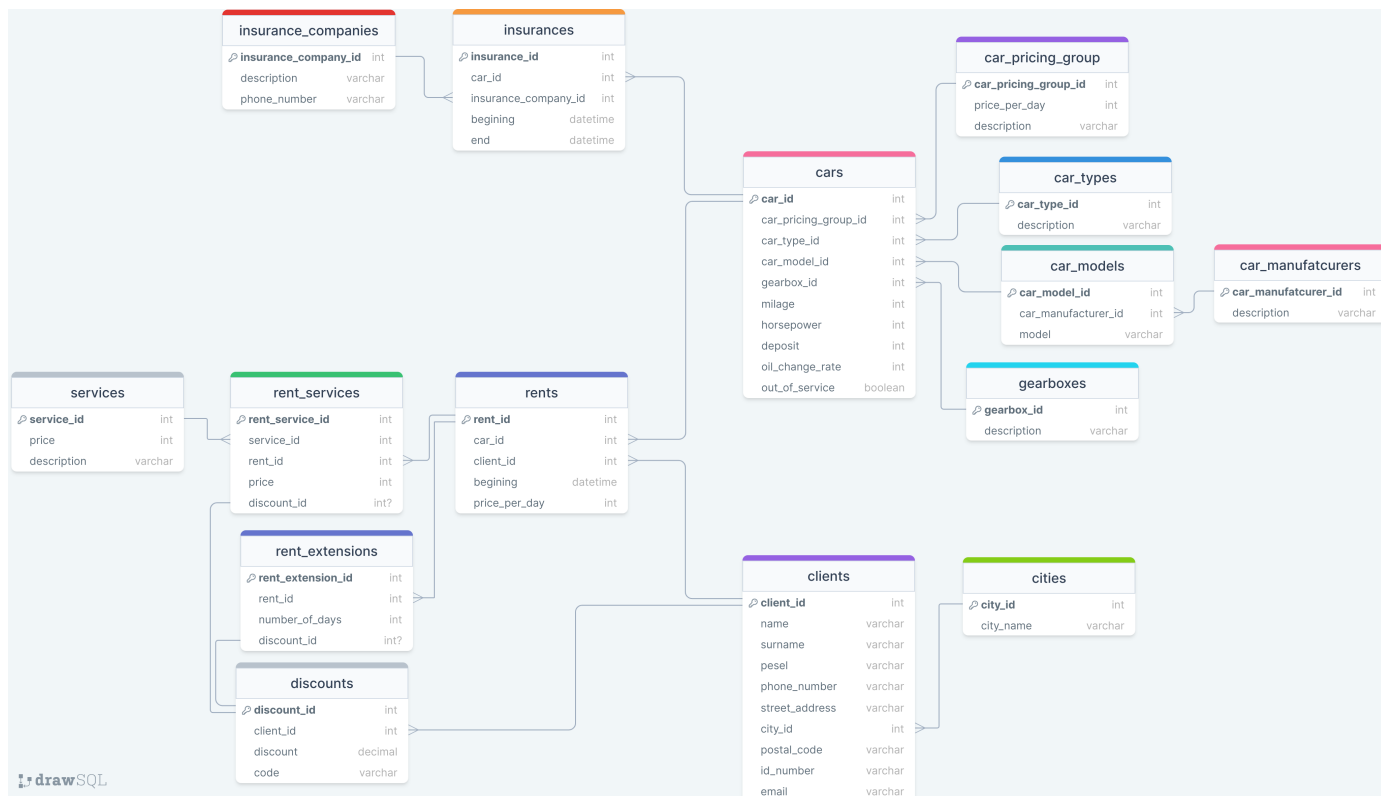 insurance_companies
insurance_company_id int
description varchar
phone_number varchar
insurances
insurance_id int
car_id int
insurance_company_id int
begining datetime
end datetime
car_pricing_group
car_pricing_group_id int
price_per_day int
description varchar
cars
car_id int
car_pricing_group_id int
car_type_id int
car_model_id int
gearbox_id int
milage int
horsepower int
deposit int
oil_change_rate int
out_of_service boolean
car_types
car_type_id int
description varchar
car_models
car_model_id int
car_manufacturer_id int
model varchar
car_manufatcurers
car_manufatcurer_id int
description varchar
gearboxes
gearbox_id int
description varchar
services
service_id int
price int
description varchar
rent_services
rent_service_id int
service_id int
rent_id int
price int
discount_id int?
rents
rent_id int
car_id int
client_id int
begining datetime
price_per_day int
rent_extensions
rent_extension_id int
rent_id int
number_of_days int
discount_id int?
discounts
discount_id int
client_id int
discount decimal
code varchar
clients
client_id int
name varchar
surname varchar
pesel varchar
phone_number varchar
street_address varchar
city_id int
postal_code varchar
id_number varchar
email varchar
cities
city_id int
city_name varchar
drawSQL